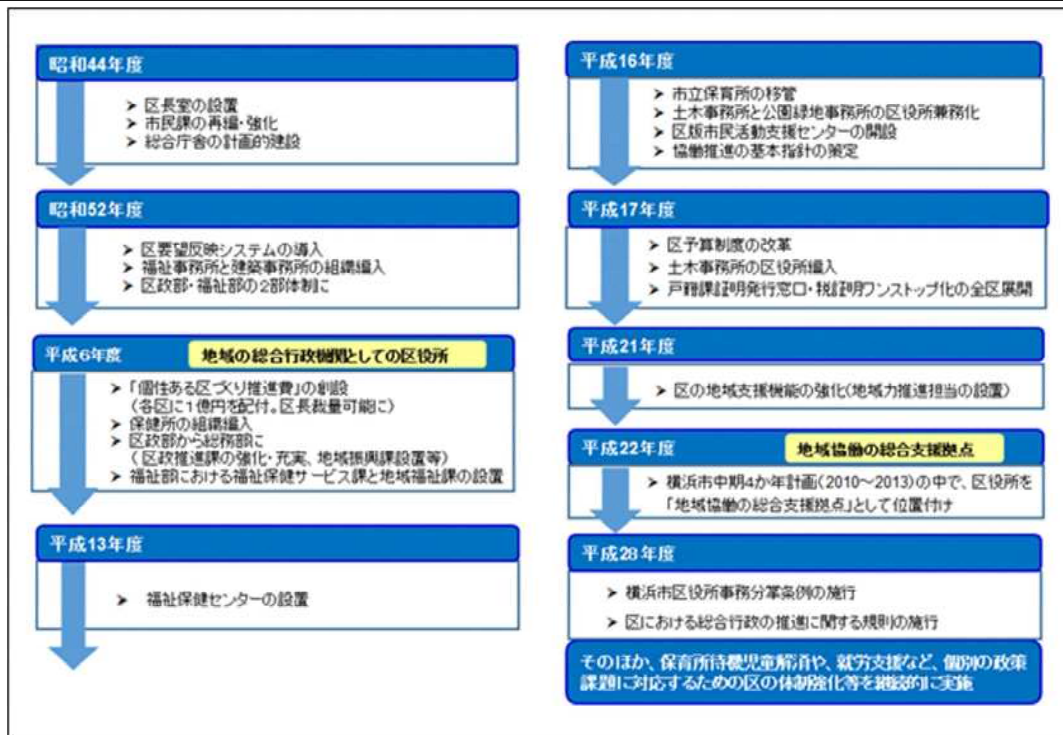 昭和44年度
➤ 区長室の設置
➤ 市民課の再編・強化
➤ 総合庁舎の計画的建設
昭和52年度
➤ 区要望反映システムの導入
➤ 福祉事務所と建築事務所の組織編入
➤ 区政部・福祉部の2部体制に
平成6年度 地域の総合行政機関としての区役所
➤ 「個性ある区づくり推進費」の創設
(各区に1億円を配付。区長裁量可能に)
➤ 保健所の組織編入
➤ 区政部から総務部に
(区政推進課の強化・充実、地域振興課設置等)
➤ 福祉部における福祉保健サービス課と地域福祉課の設置
平成13年度
➤ 福祉保健センターの設置
平成16年度
➤ 市立保育所の移管
➤ 土木事務所と公園緑地事務所の区役所兼務化
➤ 区版市民活動支援センターの開設
➤ 協働推進の基本指針の策定
平成17年度
➤ 区予算制度の改革
➤ 土木事務所の区役所編入
➤ 戸籍課証明発行窓口・税証明ワンストップ化の全区展開
平成21年度
➤ 区の地域支援機能の強化(地域力推進担当の設置)
平成22年度 地域協働の総合支援拠点
➤ 横浜市中期4か年計画(2010~2013)の中で、区役所を
「地域協働の総合支援拠点」として位置付け
平成28年度
➤ 横浜市区役所事務分掌条例の施行
➤ 区における総合行政の推進に関する規則の施行
そのほか、保育所待機児童解消や、就労支援など、個別の政策
課題に対応するための区の体制強化等を継続的に実施